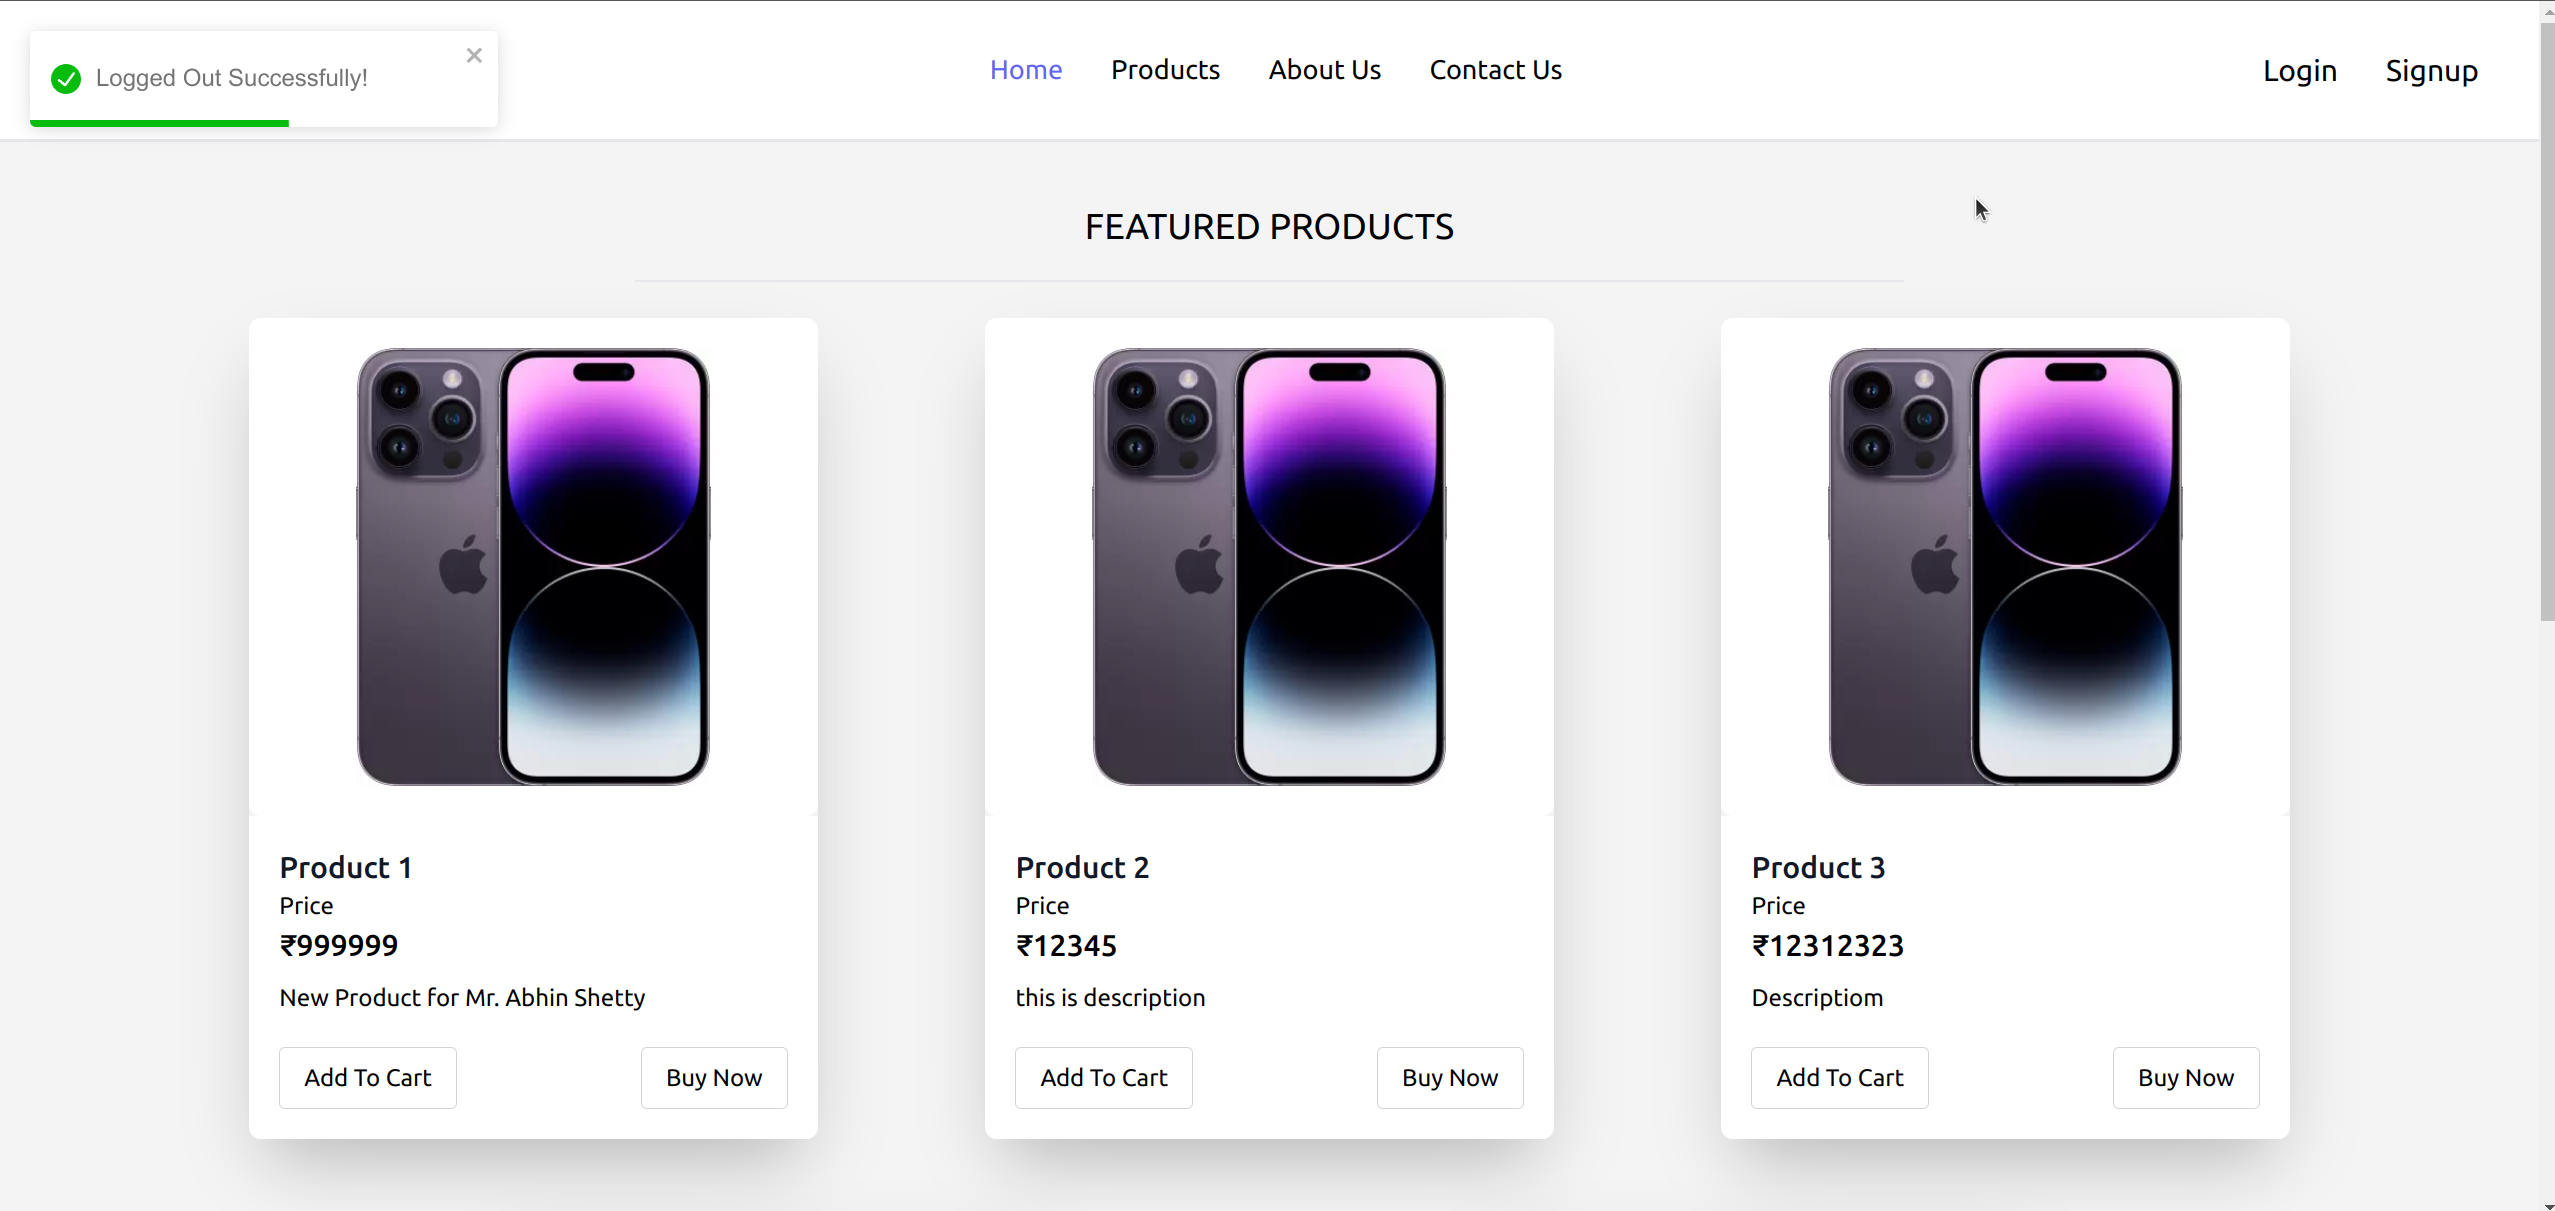 Logged Out Successfully!
Home Products About Us Contact Us
Login Signup
FEATURED PRODUCTS
Product 1
Price
₹999999
New Product for Mr. Abhin Shetty
Add To Cart Buy Now
Product 2
Price
₹12345
this is description
Add To Cart Buy Now
Product 3
Price
₹12312323
Descriptiom
Add To Cart Buy Now